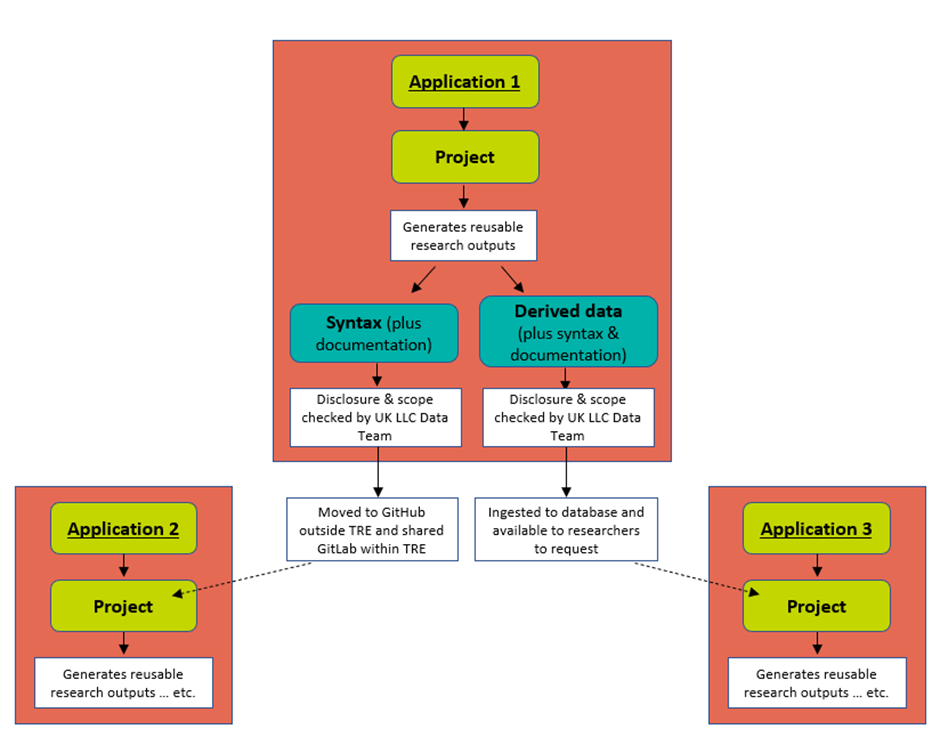 Application 1
Project
Generates reusable
research outputs
Syntax (plus
documentation)
Derived data
(plus syntax &
documentation)
Disclosure & scope
checked by UK LLC Data
Team
Disclosure & scope
checked by UK LLC Data
Team
Moved to GitHub
outside TRE and shared
GitLab within TRE
Ingested to database and
available to researchers
to request
Application 2
Project
Generates reusable
research outputs ... etc.
Application 3
Project
Generates reusable
research outputs ... etc.